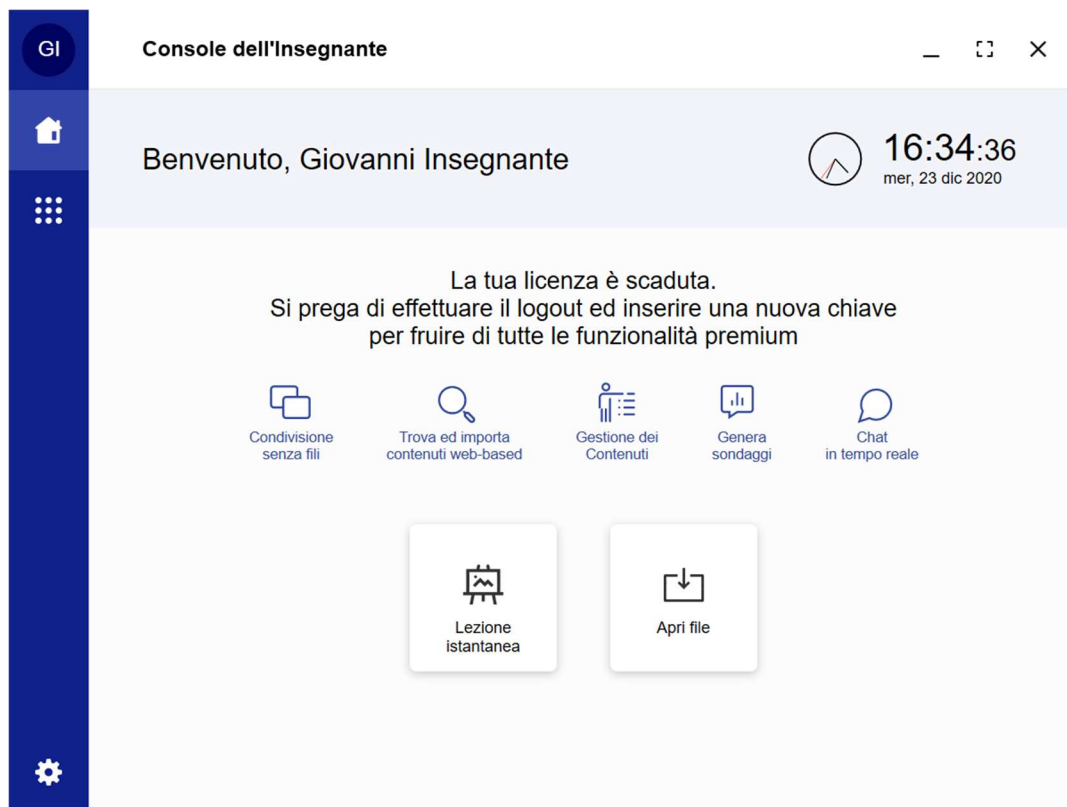 GI
Console dell'Insegnante
Benvenuto, Giovanni Insegnante
16:34:36
mer, 23 dic 2020
La tua licenza è scaduta.
Si prega di effettuare il logout ed inserire una nuova chiave
per fruire di tutte le funzionalità premium
Condivisione
senza fili
Trova ed importa
contenuti web-based
Gestione dei
Contenuti
Genera
sondaggi
Chat
in tempo reale
Lezione
istantanea
Apri file